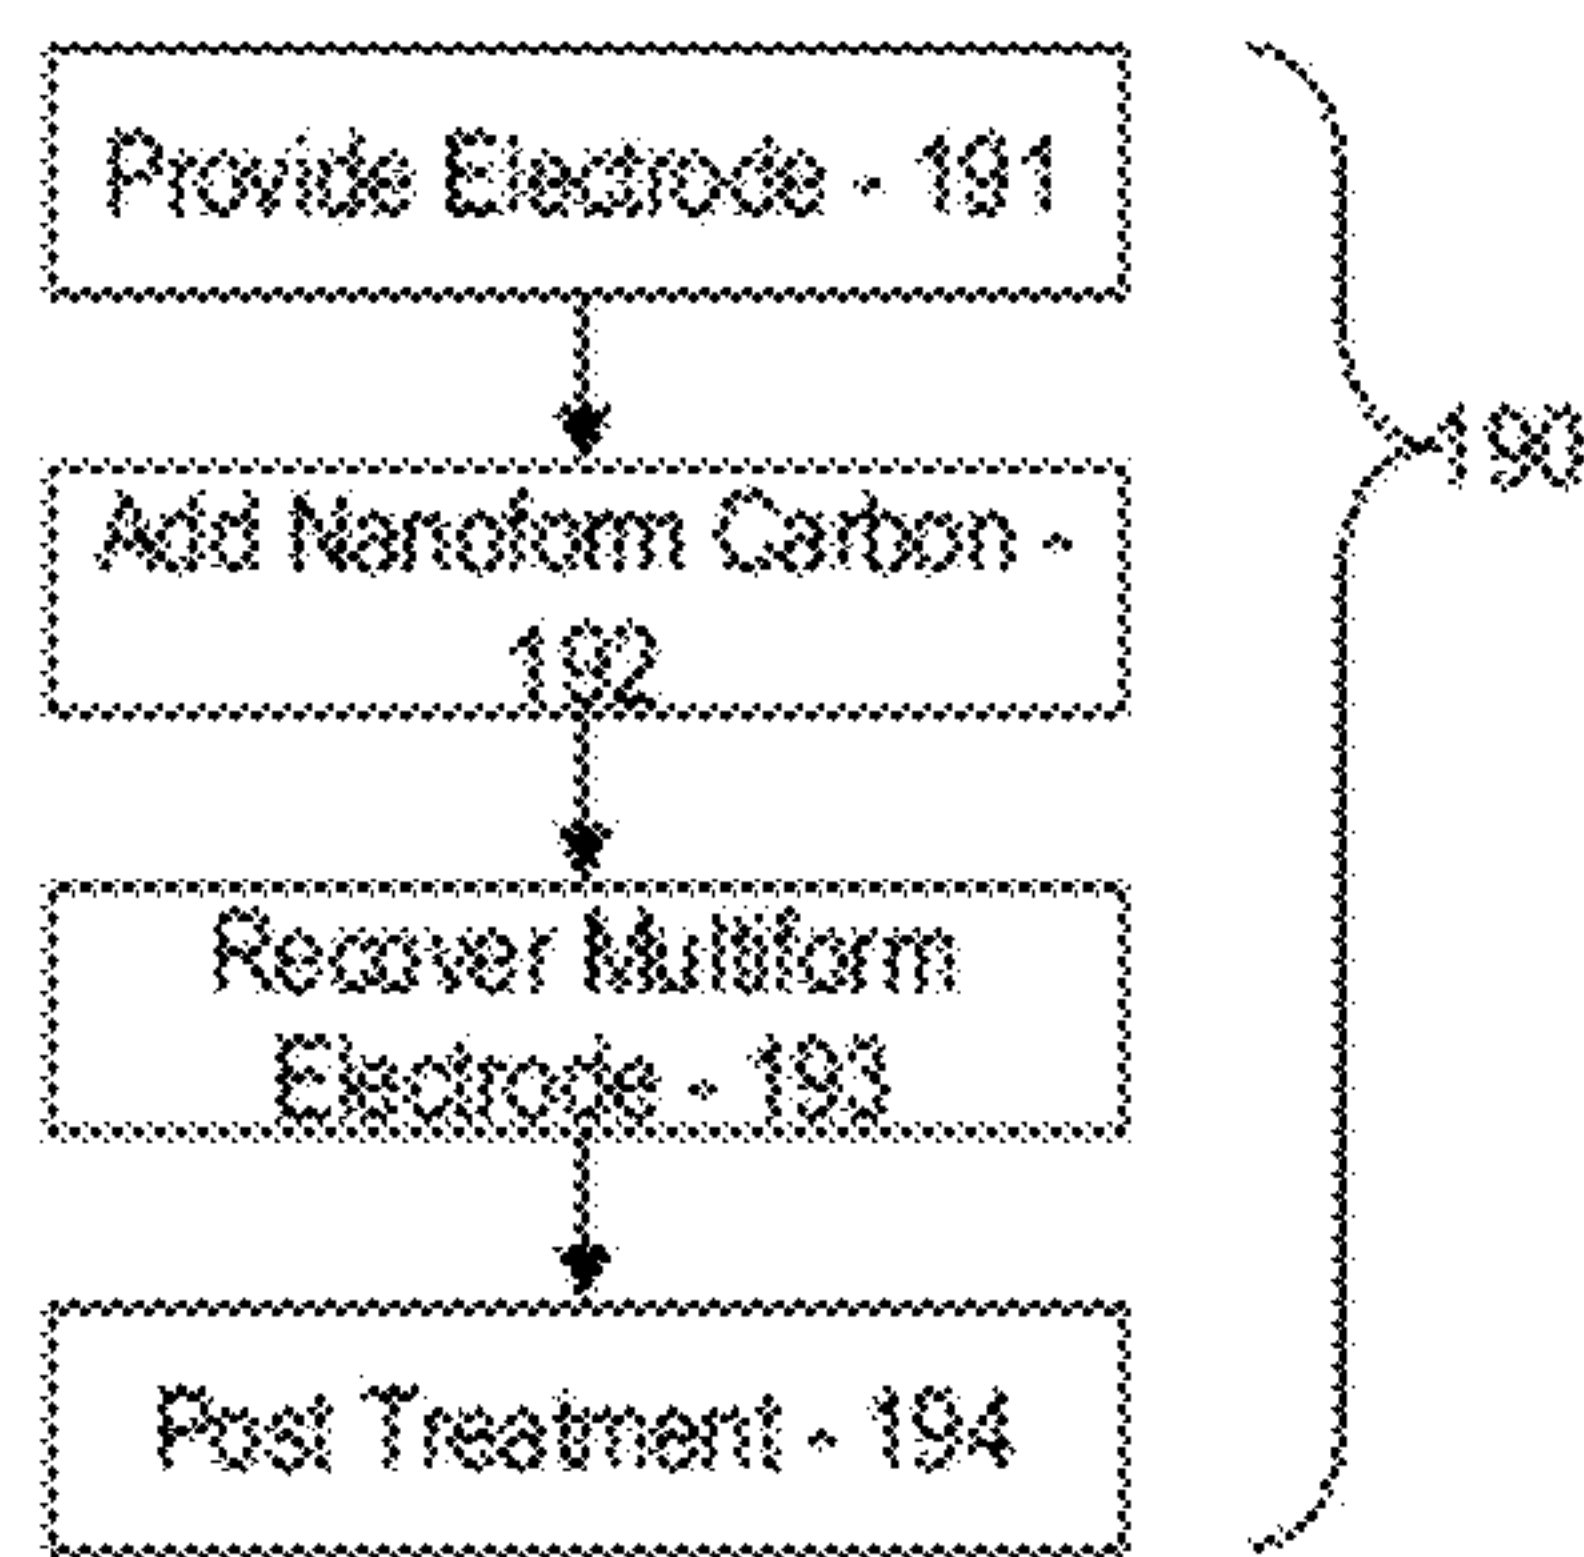 Provide Electrode - 191
190
Add Nanoform Carbon -
192
Recover Multiform
Electrode - 193
Post Treatment - 194